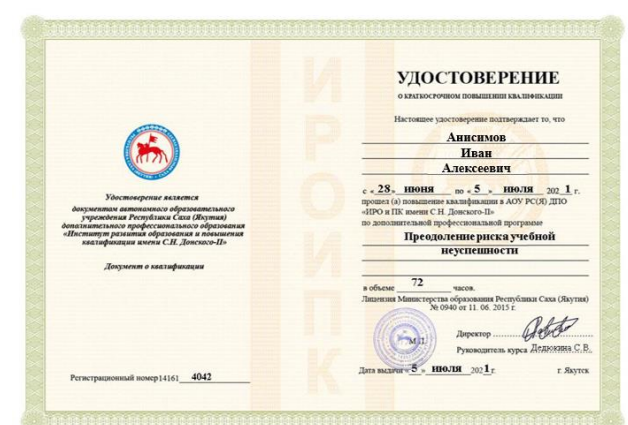 Удостоверение является
документам автономного образовательного
учреждения Республики Саха (Якутия)
дополнительного профессионального образования
«Институт развития образования и повышения
квалификации имени С.Н. Донского-II»
Документ о квалификации
Регистрационный номер14161 4042
ИРОИПК
УДОСТОВЕРЕНИЕ
О КРАТКОСРОЧНОМ ПОВЫШЕНИИ КВАЛИФИКАЦИИ
Настоящее удостоверение подтверждает то, что
Анисимов
Иван
Алексеевич
с « 28 » июня по « 5 » июля 202 1 г.
прошел (а) повышение квалификации в АОУ РС(Я) ДПО
«ИРО и ПК имени С.Н. Донского-II»
по дополнительной профессиональной программе
Преодоление риска учебной
неуспешности
в объеме 72 часов.
Лицензия Министерства образования Республики Саха (Якутия)
№ 0940 от 11. 06. 2015 г.
Директор
М.П.
Руководитель курса Дедюкина С.В.
Дата выдачи « 5 » июля 202 1 г. г. Якутск